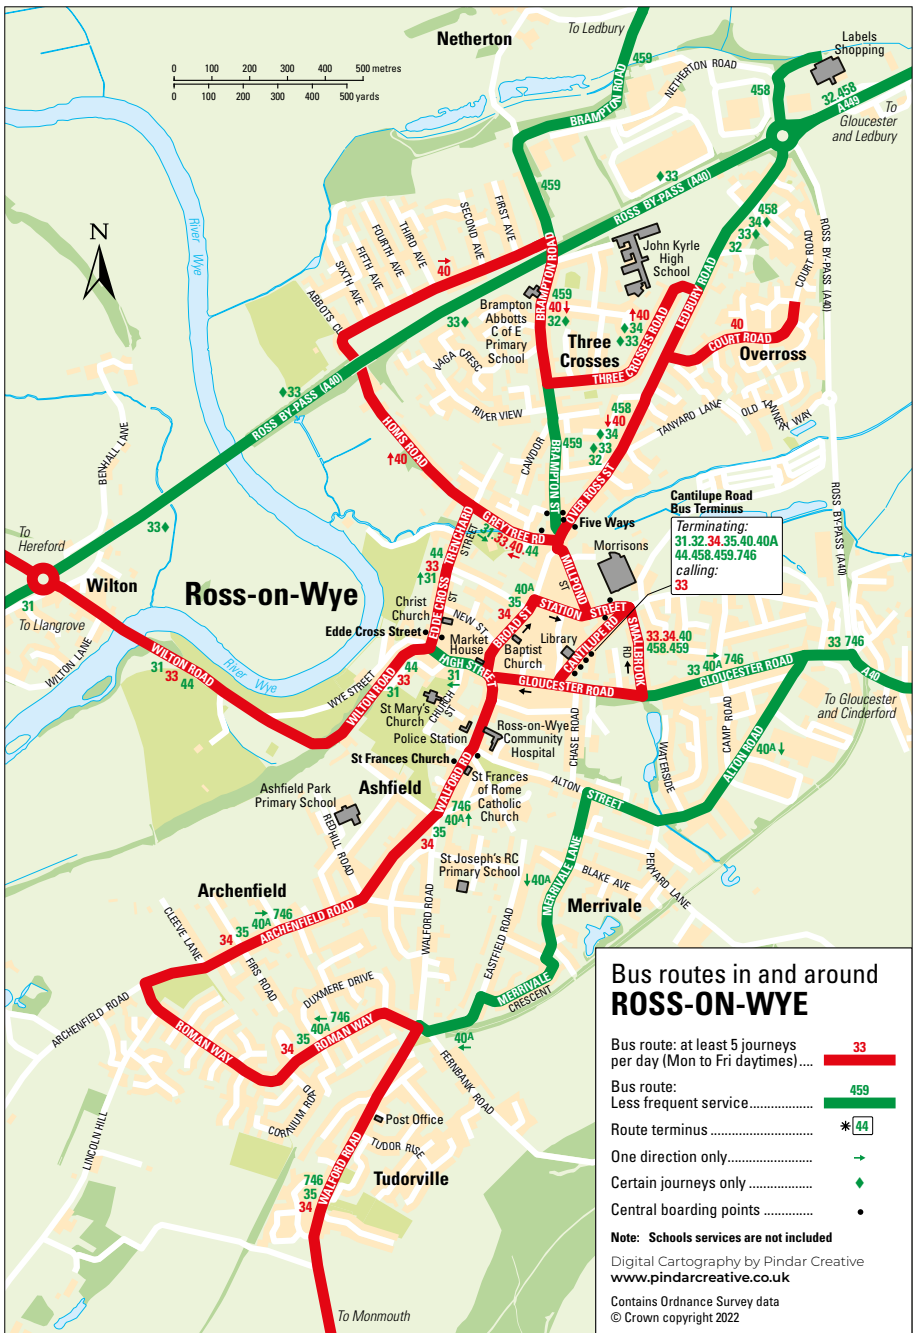 Netherton
To Ledbury
459
Labels
Shopping
0 100 200 300 400 500 metres
0 100 200 300 400 500 yards
NETHERTON ROAD
BRAMPTON ROAD
458
32.458
A449
To
Gloucester
and Ledbury
459
♦33
ROSS BY-PASS (A40)
FIRST AVE
SECOND AVE
THIRD AVE
FOURTH AVE
FIFTH AVE
SIXTH AVE
N
River Wye
458
34♦
33♦
32
COURT ROAD
ROSS BY-PASS (A40)
→
40
John Kyrle
High
School
LEDBURY ROAD
BRAMPTON ROAD
Brampton
Abbotts
C of E
Primary
School
459
40↓
32♦
↑40
♦34
♦33
33♦
Three
Crosses
THREE CROSSES ROAD
40
COURT ROAD
Overross
VAGA CRESC
♦33
ROSS BY-PASS (A40)
RIVER VIEW
458
↓40
♦34
♦33
32
TANYARD LANE
BENHALL LANE
HOMS ROAD
↑40
CAWDOR
459
BRAMPTON ST
OVER ROSS ST
ROSS BY-PASS (A40)
Cantilupe Road
Bus Terminus
Terminating:
31.32.34.35.40.40A
44.458.459.746
calling:
33
33♦
To
Hereford
TRENCHARD
STREET
GREYTREE RD
Five Ways
Morrisons
MILLPOND
ST
Wilton
31
To Llangrove
Ross-on-Wye
44
33
↑31
EDDE CROSS
ST
Christ
Church
NEW ST
40A
35
34
BROAD ST
STATION STREET
Edde Cross Street
Market
House
Baptist
Church
Library
CANTILUPE RD
SMALLBROOK
RD
33.34.40
458.459
33 746
33 40A 746
GLOUCESTER ROAD
A40
WILTON LANE
WILTON ROAD
31
33
44
River Wye
WYE STREET
WILTON ROAD
44
33
31
HIGH STREET
31
←
GLOUCESTER ROAD
St Mary's
Church
CHURCH
ST
To Gloucester
and Cinderford
Police Station
Ross-on-Wye
Community
Hospital
CHASE ROAD
WATERSIDE
CAMP ROAD
ALTON ROAD
40A↓
St Frances Church
WALFORD RD
Ashfield
St Frances
of Rome
Catholic
Church
ALTON
STREET
Ashfield Park
Primary School
REDHILL ROAD
746
40A↑
35
34
St Joseph's RC
Primary School
↓40A
MERRIVALE LANE
BLAKE AVE
PENYARD LANE
Archenfield
Merrivale
CLEEVE LANE
→
34 35 40A 746
ARCHENFIELD ROAD
WALFORD ROAD
EASTFIELD ROAD
FIRS ROAD
DUXMERE DRIVE
MERRIVALE
CRESCENT
ARCHENFIELD ROAD
ROMAN WAY
←
34 35 40A 746
ROMAN WAY
40A
←
FERNBANK ROAD
Post Office
TUDOR RISE
LINCOLN HILL
WALFORD ROAD
746
35
34
Tudorville
To Monmouth
Bus routes in and around
ROSS-ON-WYE
Bus route: at least 5 journeys
per day (Mon to Fri daytimes)....
33
Bus route:
Less frequent service..................
459
Route terminus ..........................
44
One direction only.......................
Certain journeys only ..................
Central boarding points ..............
Note: Schools services are not included
Digital Cartography by Pindar Creative
www.pindarcreative.co.uk
Contains Ordnance Survey data
© Crown copyright 2022